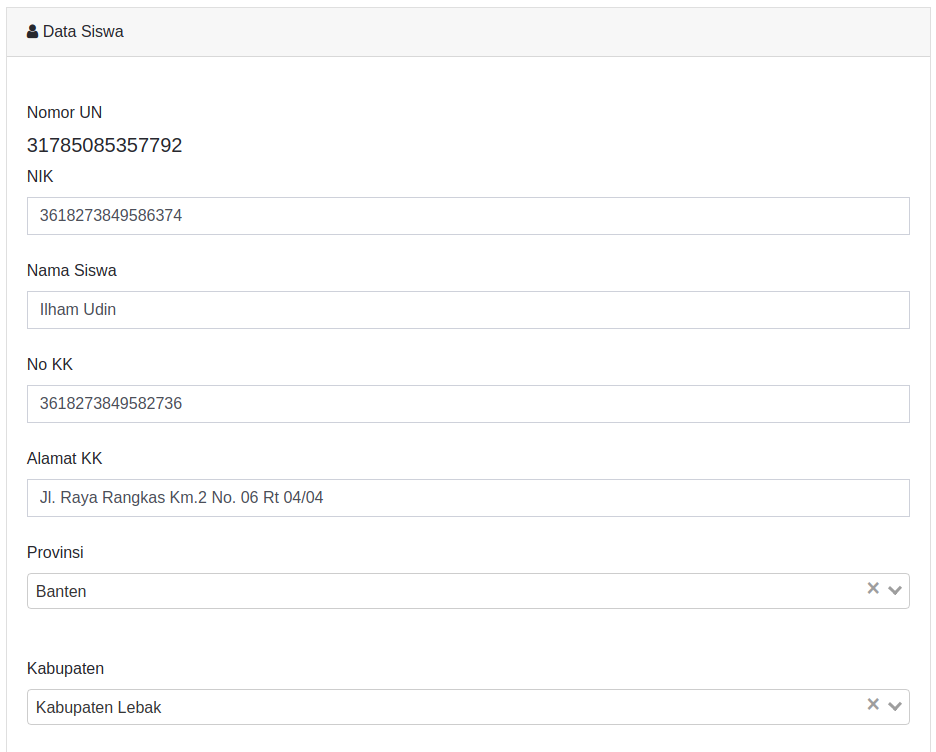 Data Siswa
Nomor UN
31785085357792
NIK
3618273849586374
Nama Siswa
Ilham Udin
No KK
3618273849582736
Alamat KK
Jl. Raya Rangkas Km.2 No. 06 Rt 04/04
Provinsi
Banten
Kabupaten
Kabupaten Lebak